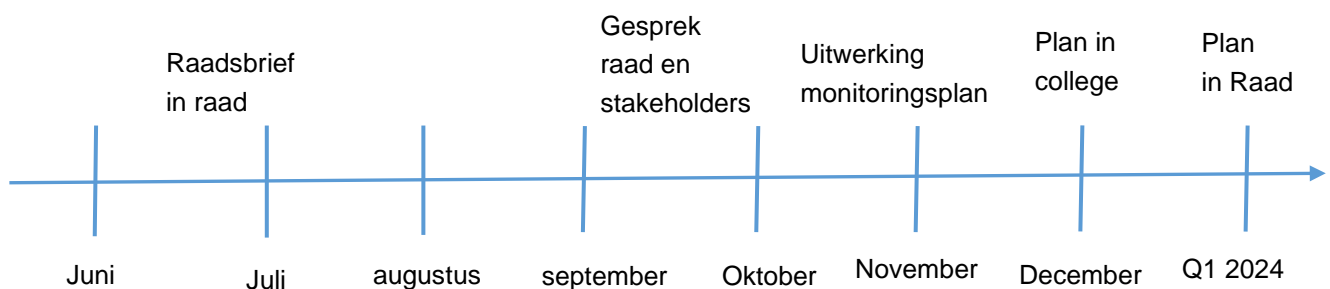 Raadsbrief
in raad
Gesprek
raad en
stakeholders
Uitwerking
monitoringsplan
Plan in
college
Plan
in Raad
Juni
Juli
augustus
september
Oktober
November
December
Q1 2024